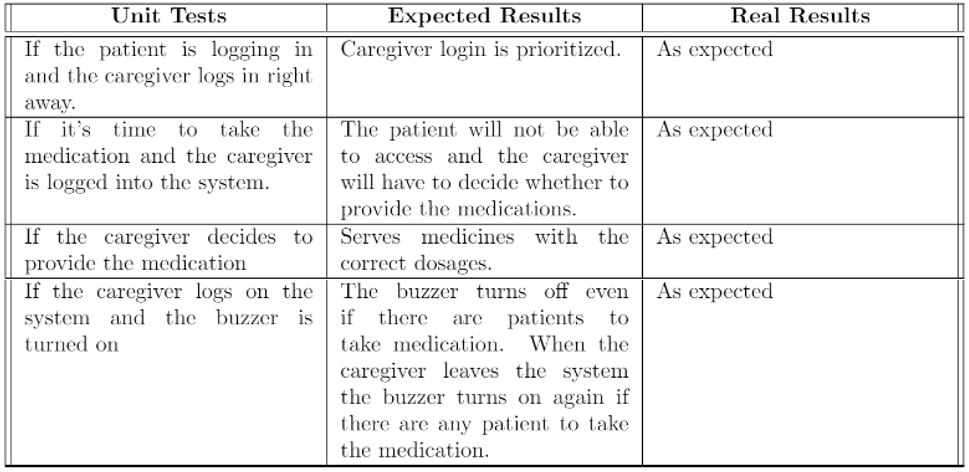 Unit Tests
Expected Results
Real Results
If the patient is logging in
and the caregiver logs in right
away.
Caregiver login is prioritized.
As expected
If it's time to take the
medication and the caregiver
is logged into the system.
The patient will not be able
to access and the caregiver
will have to decide whether to
provide the medications.
As expected
If the caregiver decides to
provide the medication
Serves medicines with the
correct dosages.
As expected
If the caregiver logs on the
system and the buzzer is
turned on
The buzzer turns off even
if there are patients to
take medication. When the
caregiver leaves the system
the buzzer turns on again if
there are any patient to take
the medication.
As expected